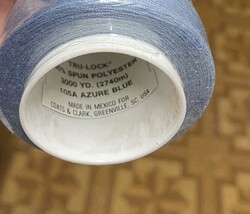 TRU-LOCK®
% SPUN POLYESTER
3000 YD. (2740m)
105A AZURE BLUE
MADE IN MEXICO FOR
COATS & CLARK, GREENVILLE, SC, USA